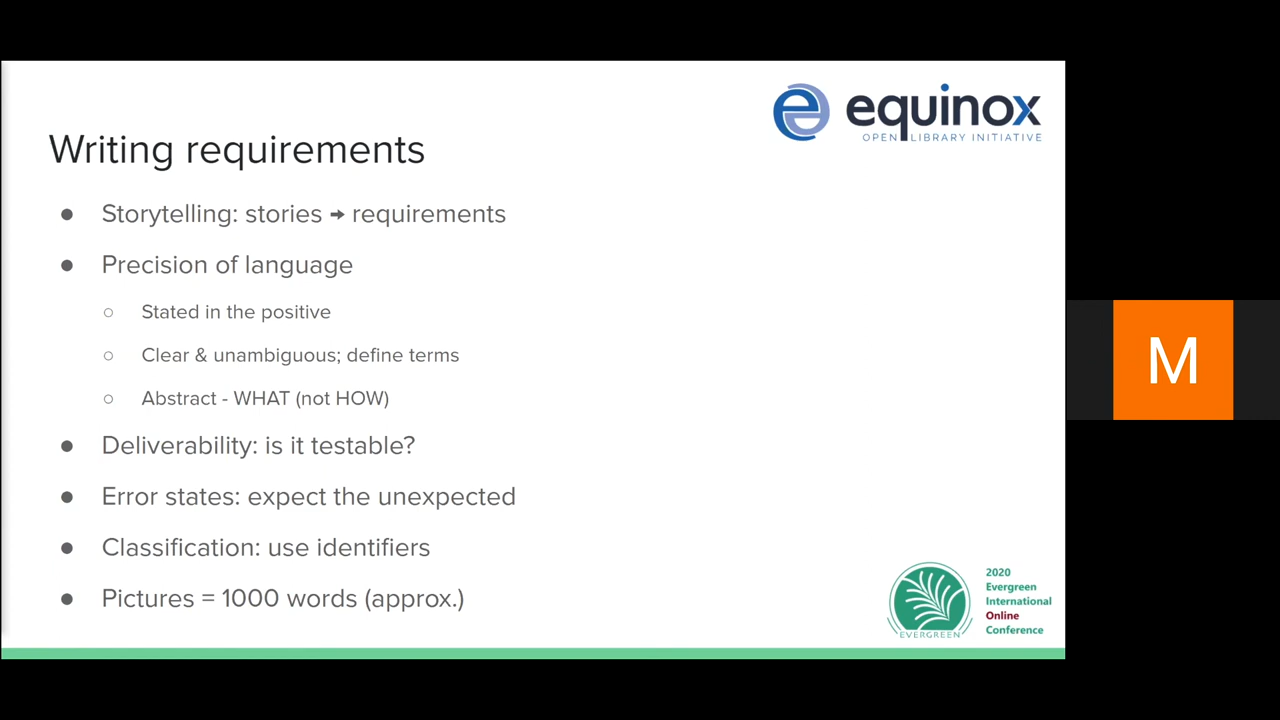 equinox
OPEN LIBRARY INITIATIVE
Writing requirements
● Storytelling: stories → requirements
● Precision of language
○ Stated in the positive
○ Clear & unambiguous; define terms
○ Abstract - WHAT (not HOW)
● Deliverability: is it testable?
● Error states: expect the unexpected
● Classification: use identifiers
● Pictures = 1000 words (approx.)
M
EVERGREEN
2020
Evergreen
International
Online
Conference